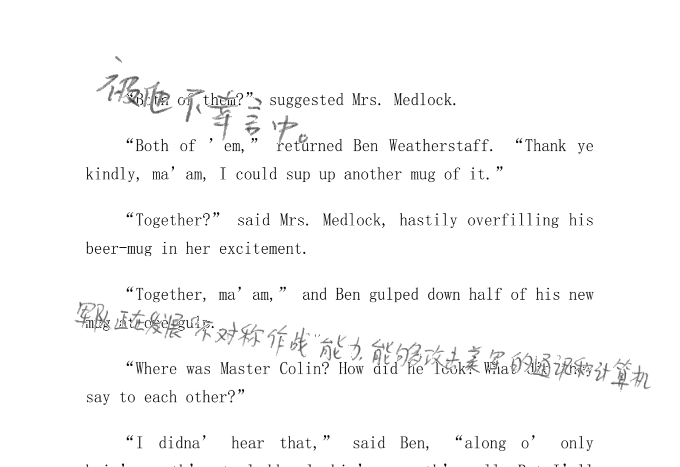 被他不幸言中。
“Both of them?” suggested Mrs. Medlock.
“Both of ’em,” returned Ben Weatherstaff. “Thank ye
kindly, ma’am, I could sup up another mug of it.”
“Together?” said Mrs. Medlock, hastily overfilling his
beer-mug in her excitement.
“Together, ma’am,” and Ben gulped down half of his new
军队正在发展“不对称作战”能力,能够攻击美军的通讯和计算机
mug at one gulp.
“Where was Master Colin? How did he look? What did they
say to each other?”
“I didna’ hear that,” said Ben, “along o’ only